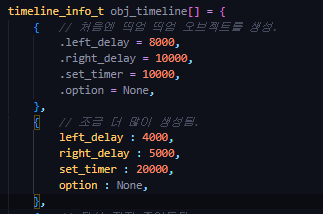 timeline_info_t obj_timeline[] = {
{ // 처음엔 띄엄 띄엄 오브젝트를 생성.
.left_delay = 8000,
.right_delay = 10000,
.set_timer = 10000,
.option = None,
},
{ // 조금 더 많이 생성됨.
left_delay : 4000,
right_delay : 5000,
set_timer : 20000,
option : None,
},